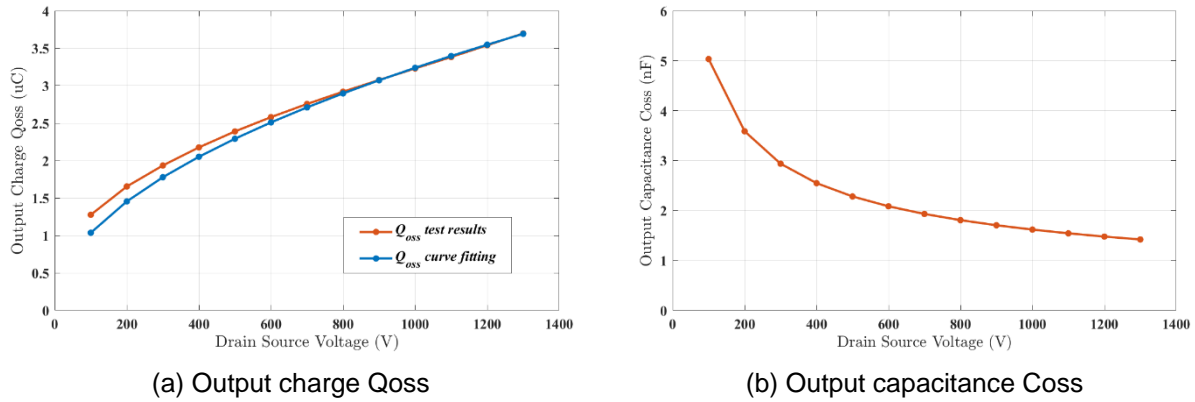 4
3.5
3
2.5
2
1.5
1
0.5
0
Output Charge Qoss (uC)
Q_oss test results
Q_oss curve fitting
0 200 400 600 800 1000 1200 1400
Drain Source Voltage (V)
(a) Output charge Qoss
6
5
4
3
2
1
0
Output Capacitance Coss (nF)
0 200 400 600 800 1000 1200 1400
Drain Source Voltage (V)
(b) Output capacitance Coss